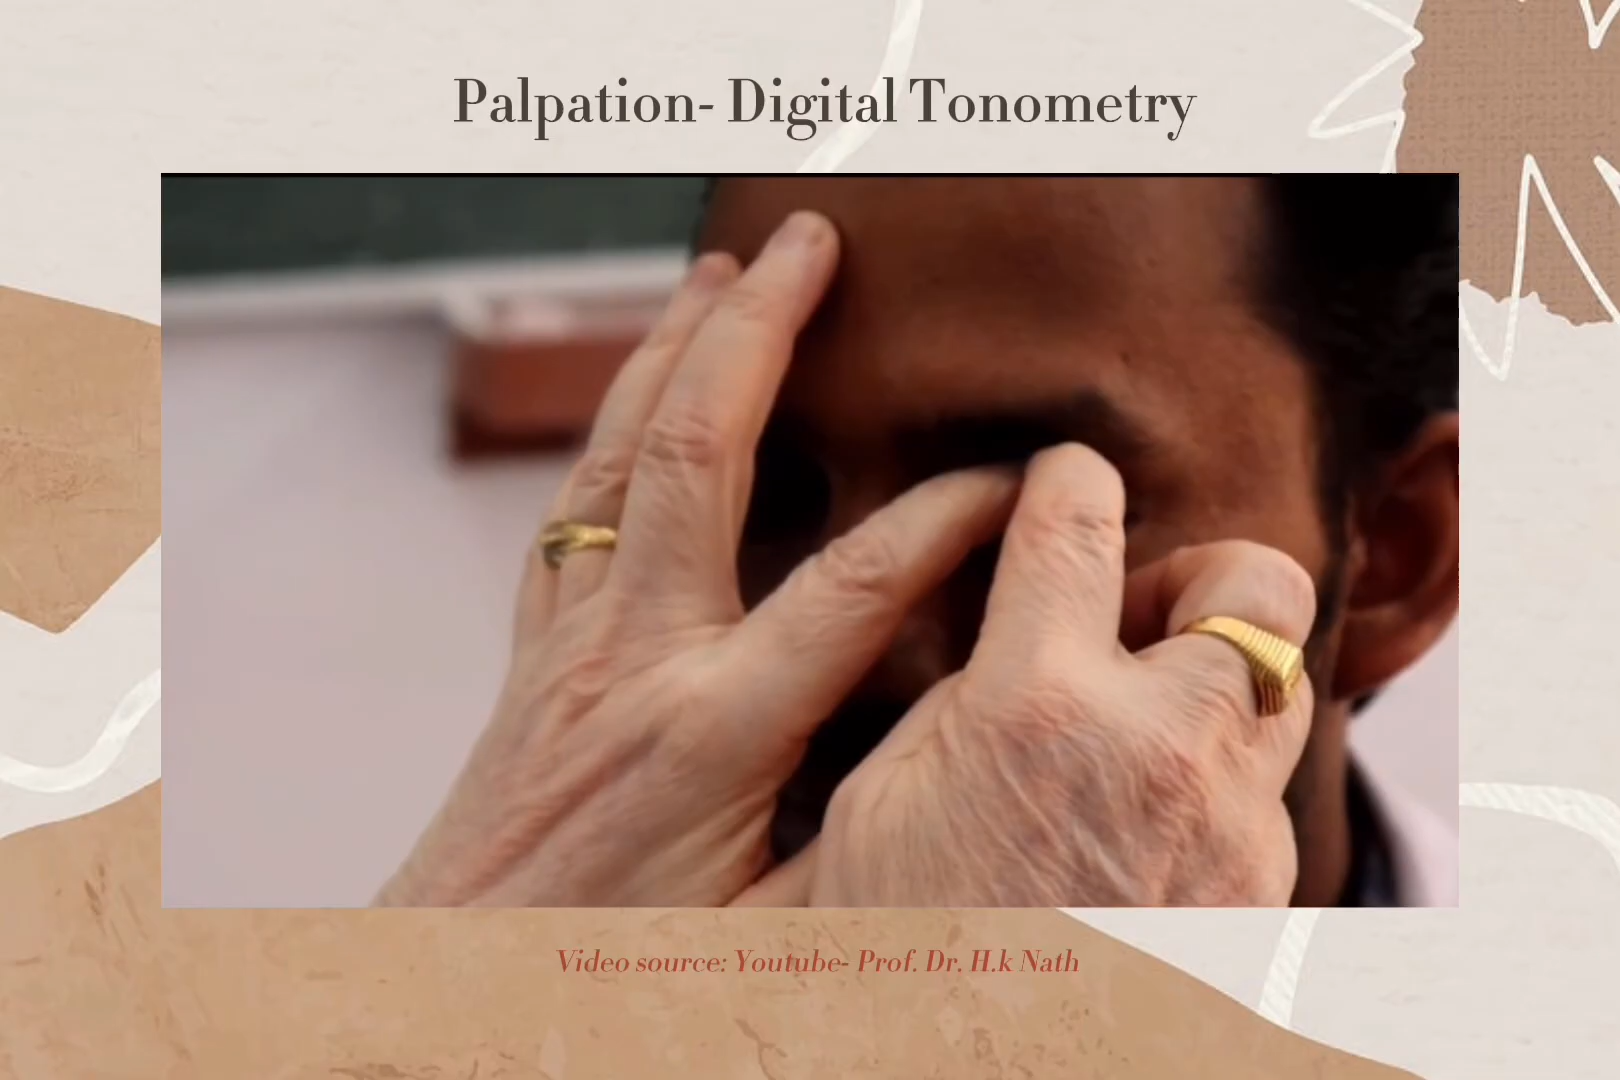 Palpation- Digital Tonometry
Video source: Youtube- Prof. Dr. H.k Nath